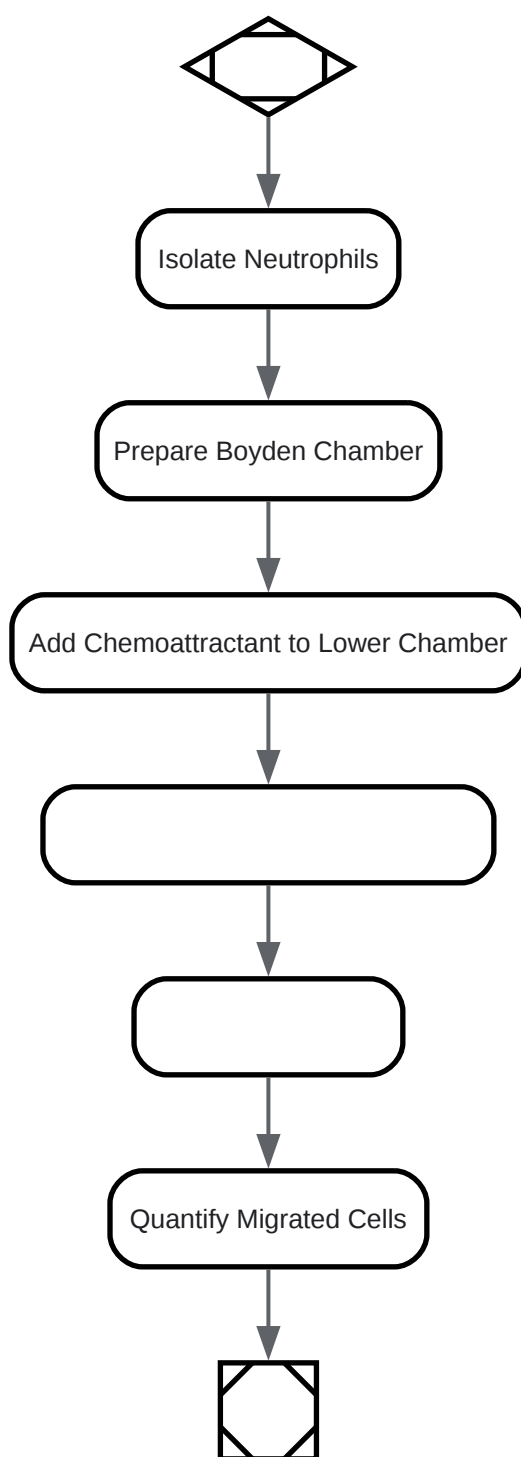 Isolate Neutrophils
Prepare Boyden Chamber
Add Chemoattractant to Lower Chamber
Quantify Migrated Cells